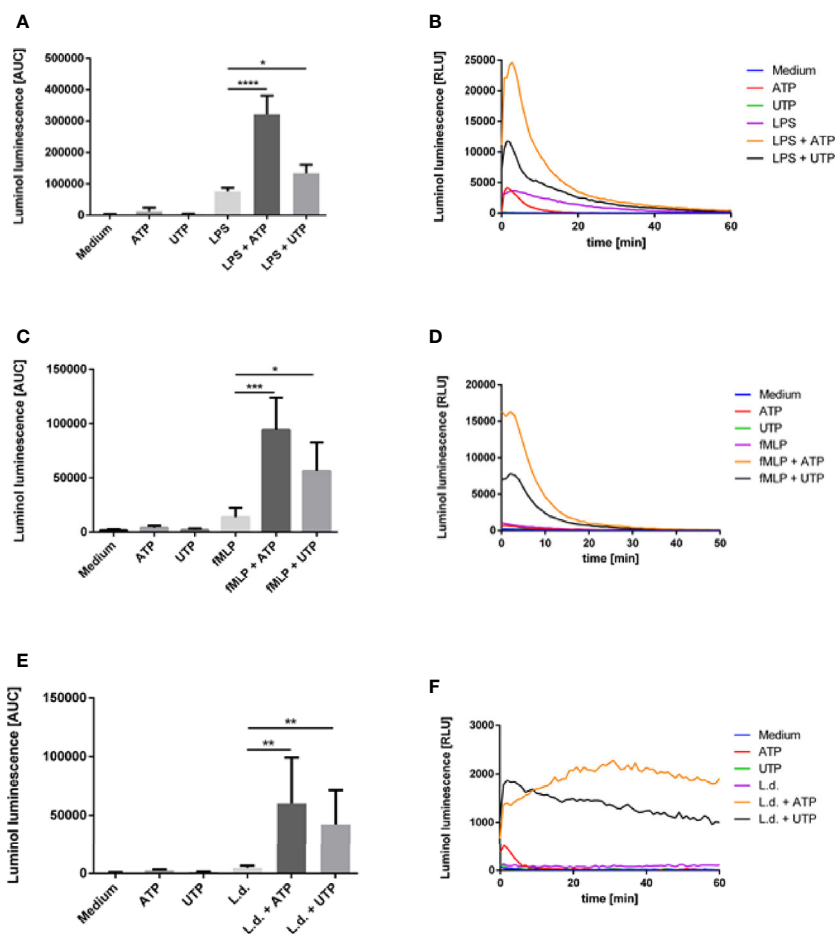 A
Luminol luminescence [AUC]
500000
400000
300000
200000
100000
0
*
****
Medium
ATP
UTP
LPS
LPS + ATP
LPS + UTP
B
Luminol luminescence [RLU]
25000
20000
15000
10000
5000
0
0
20
40
60
time [min]
Medium
ATP
UTP
LPS
LPS + ATP
LPS + UTP
C
Luminol luminescence [AUC]
150000
100000
50000
0
*
***
Medium
ATP
UTP
fMLP
fMLP + ATP
fMLP + UTP
D
Luminol luminescence [RLU]
20000
15000
10000
5000
0
0
10
20
30
40
50
time [min]
Medium
ATP
UTP
fMLP
fMLP + ATP
fMLP + UTP
E
Luminol luminescence [AUC]
150000
100000
50000
0
**
**
Medium
ATP
UTP
L.d.
L.d. + ATP
L.d. + UTP
F
Luminol luminescence [RLU]
3000
2000
1000
0
0
20
40
60
time [min]
Medium
ATP
UTP
L.d.
L.d. + ATP
L.d. + UTP